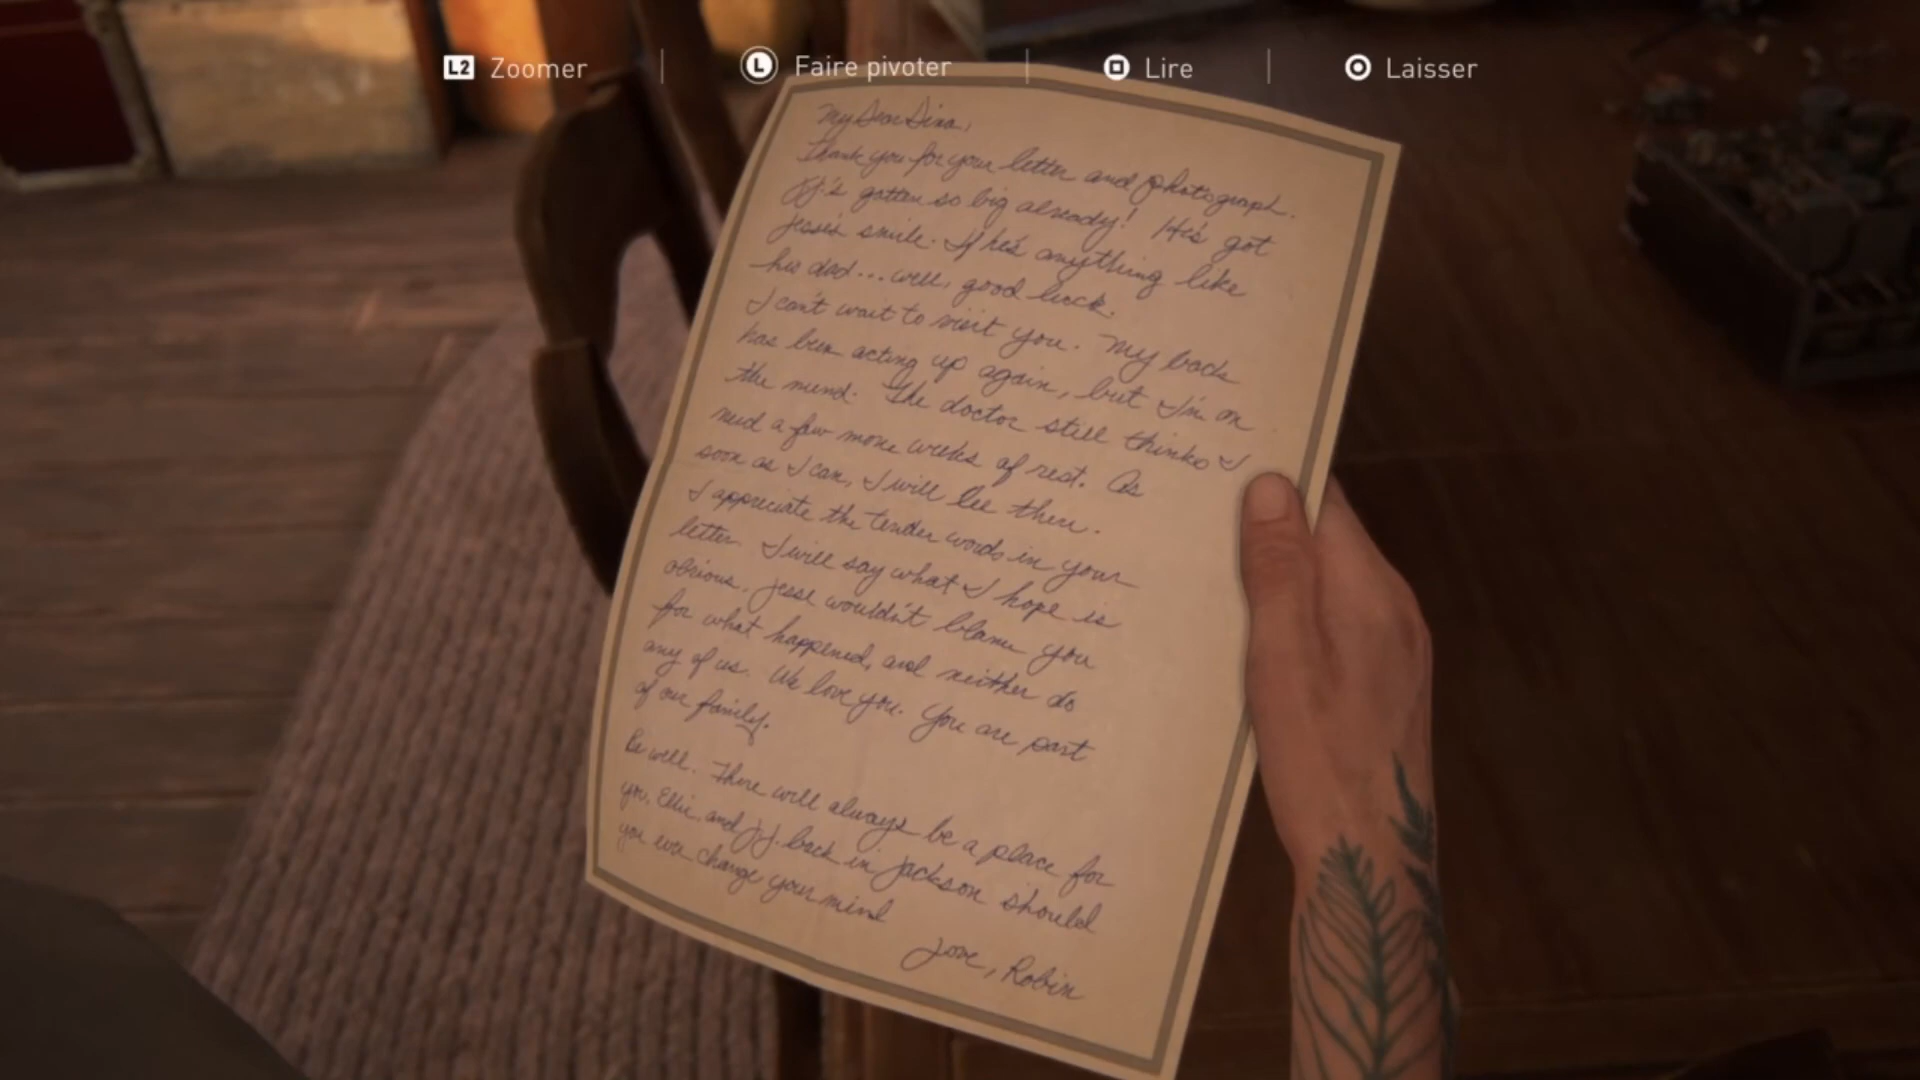 L2 Zoomer | L Faire pivoter | Lire | Laisser
My Dear Dina,
Thank you for your letter and photograph.
JJ's gotten so big already! He's got
Jesse's smile. If he's anything like
his dad... well, good luck.
I can't wait to visit you. My back
has been acting up again, but I'm on
the mend. The doctor still thinks I
need a few more weeks of rest. As
soon as I can, I will be there.
I appreciate the tender words in your
letter. I will say what I hope is
obvious. Jesse wouldn't blame you
for what happened, and neither do
any of us. We love you. You are part
of our family.
Be well. There will always be a place for
you, Ellie, and J.J. back in Jackson should
you ever change your mind
Love, Robin